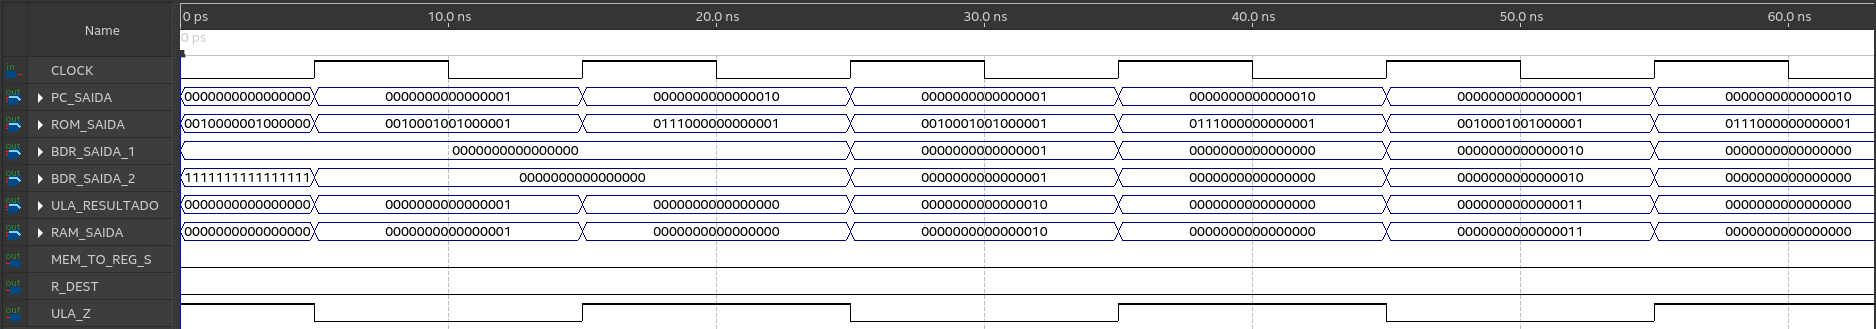 Name
0 ps 10.0 ns 20.0 ns 30.0 ns 40.0 ns 50.0 ns 60.0 ns
0 ps
in CLOCK
out PC_SAIDA 0000000000000000 0000000000000001 0000000000000010 0000000000000001 0000000000000010 0000000000000001 0000000000000010
out ROM_SAIDA 0010000001000000 0010001001000001 0111000000000001 0010001001000001 0111000000000001 0010001001000001 0111000000000001
out BDR_SAIDA_1 0000000000000000 0000000000000001 0000000000000000 0000000000000010 0000000000000000
out BDR_SAIDA_2 1111111111111111 0000000000000000 0000000000000001 0000000000000000 0000000000000010 0000000000000000
out ULA_RESULTADO 0000000000000000 0000000000000001 0000000000000000 0000000000000010 0000000000000000 0000000000000011 0000000000000000
out RAM_SAIDA 0000000000000000 0000000000000001 0000000000000000 0000000000000010 0000000000000000 0000000000000011 0000000000000000
out MEM_TO_REG_S
out R_DEST
out ULA_Z